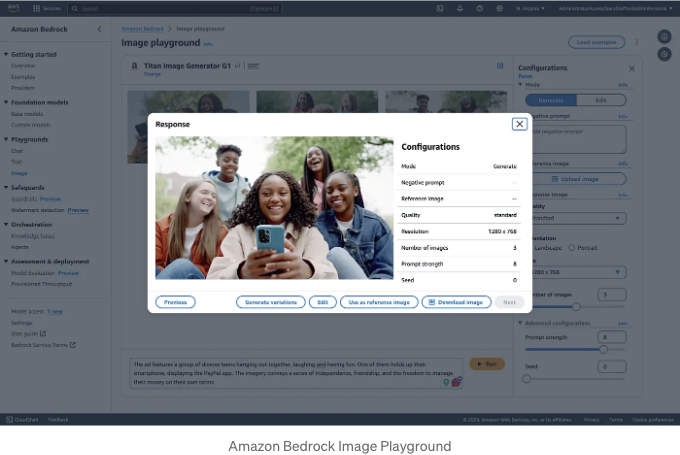 aws
Services
Search
[Option+S]
Amazon Bedrock
Amazon Bedrock > Image playground
Image playground Info
Load examples
Getting started
Overview
Examples
Providers
Foundation models
Base models
Custom models
Playgrounds
Chat
Text
Image
Safeguards
Guardrails Preview
Watermark detection Preview
Orchestration
Knowledge bases
Agents
Assessment & deployment
Model Evaluation Preview
Provisioned Throughput
Model access 1 new
Settings
User guide
Bedrock Service Terms
Titan Image Generator G1 v1
Change
Response
Configurations
Mode Generate
Negative prompt --
Reference image --
Quality standard
Resolution 1280 x 768
Number of images 3
Prompt strength 8
Seed 0
Previous
Generate variations
Edit
Use as reference image
Download image
Next
Configurations
Reset
Mode Info
Generate
Edit
Negative prompt Info
Add negative prompt
Reference image Info
Upload image
Response image Info
Standard
Orientation
Landscape
Portrait
1280 x 768
Number of images
3
Advanced configurations Info
Prompt strength
8
Seed
0
The ad features a group of diverse teens hanging out together, laughing and having fun. One of them holds up their
smartphone, displaying the PayPal app. The imagery conveys a sense of independence, friendship, and the freedom to manage
their money on their own terms
Run
CloudShell Feedback
© 2024, Amazon Web Services, Inc. or its affiliates. Privacy Terms Cookie preferences
Amazon Bedrock Image Playground